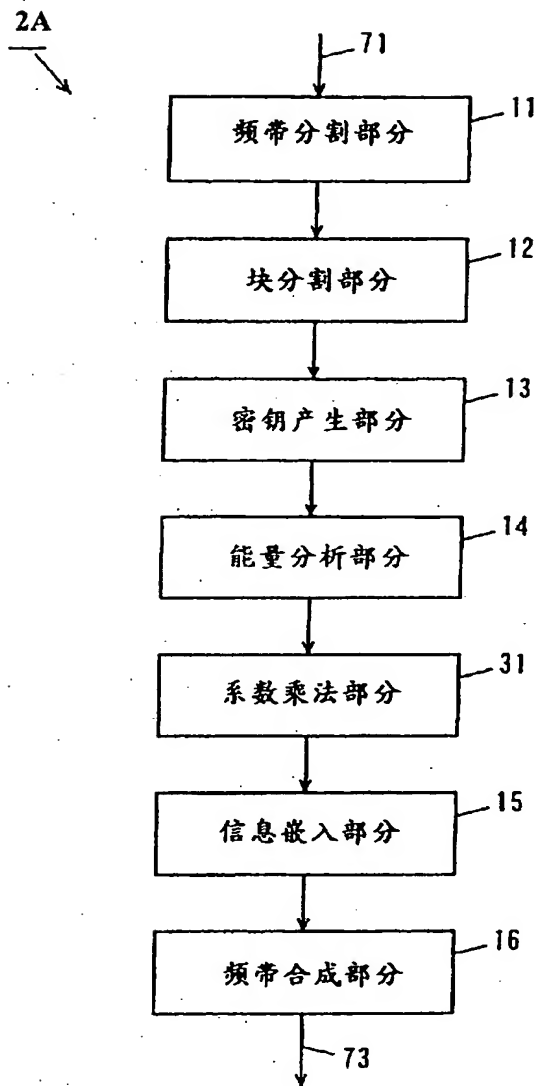 2A
71
频带分割部分
11
块分割部分
12
密钥产生部分
13
能量分析部分
14
系数乘法部分
31
信息嵌入部分
15
频带合成部分
16
73